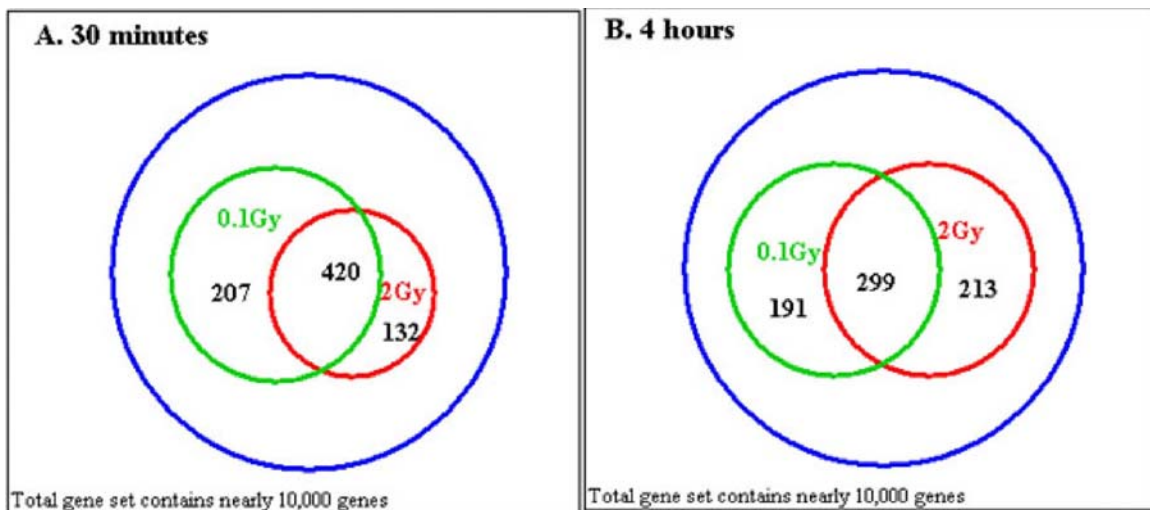 A. 30 minutes
0.1Gy
420
207
2Gy
132
Total gene set contains nearly 10,000 genes
B. 4 hours
2Gy
0.1Gy
299
213
191
Total gene set contains nearly 10,000 genes